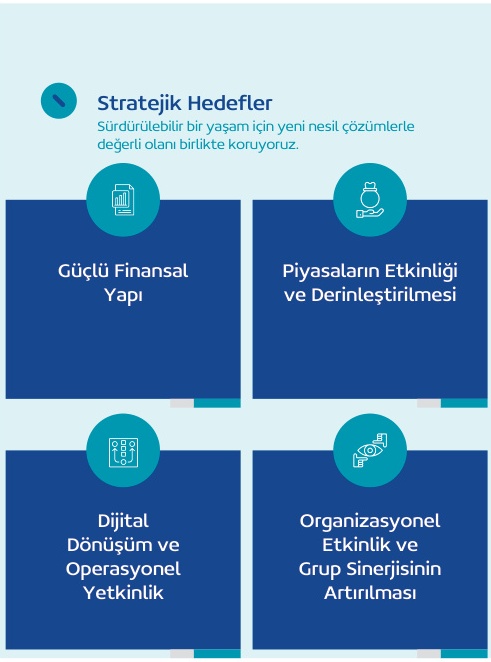 Stratejik Hedefler
Sürdürülebilir bir yaşam için yeni nesil çözümlerle
değerli olanı birlikte koruyoruz.
Güçlü Finansal
Yapı
Piyasaların Etkinliği
ve Derinleştirilmesi
Dijital
Dönüşüm ve
Operasyonel
Yetkinlik
Organizasyonel
Etkinlik ve
Grup Sinerjisinin
Artırılması